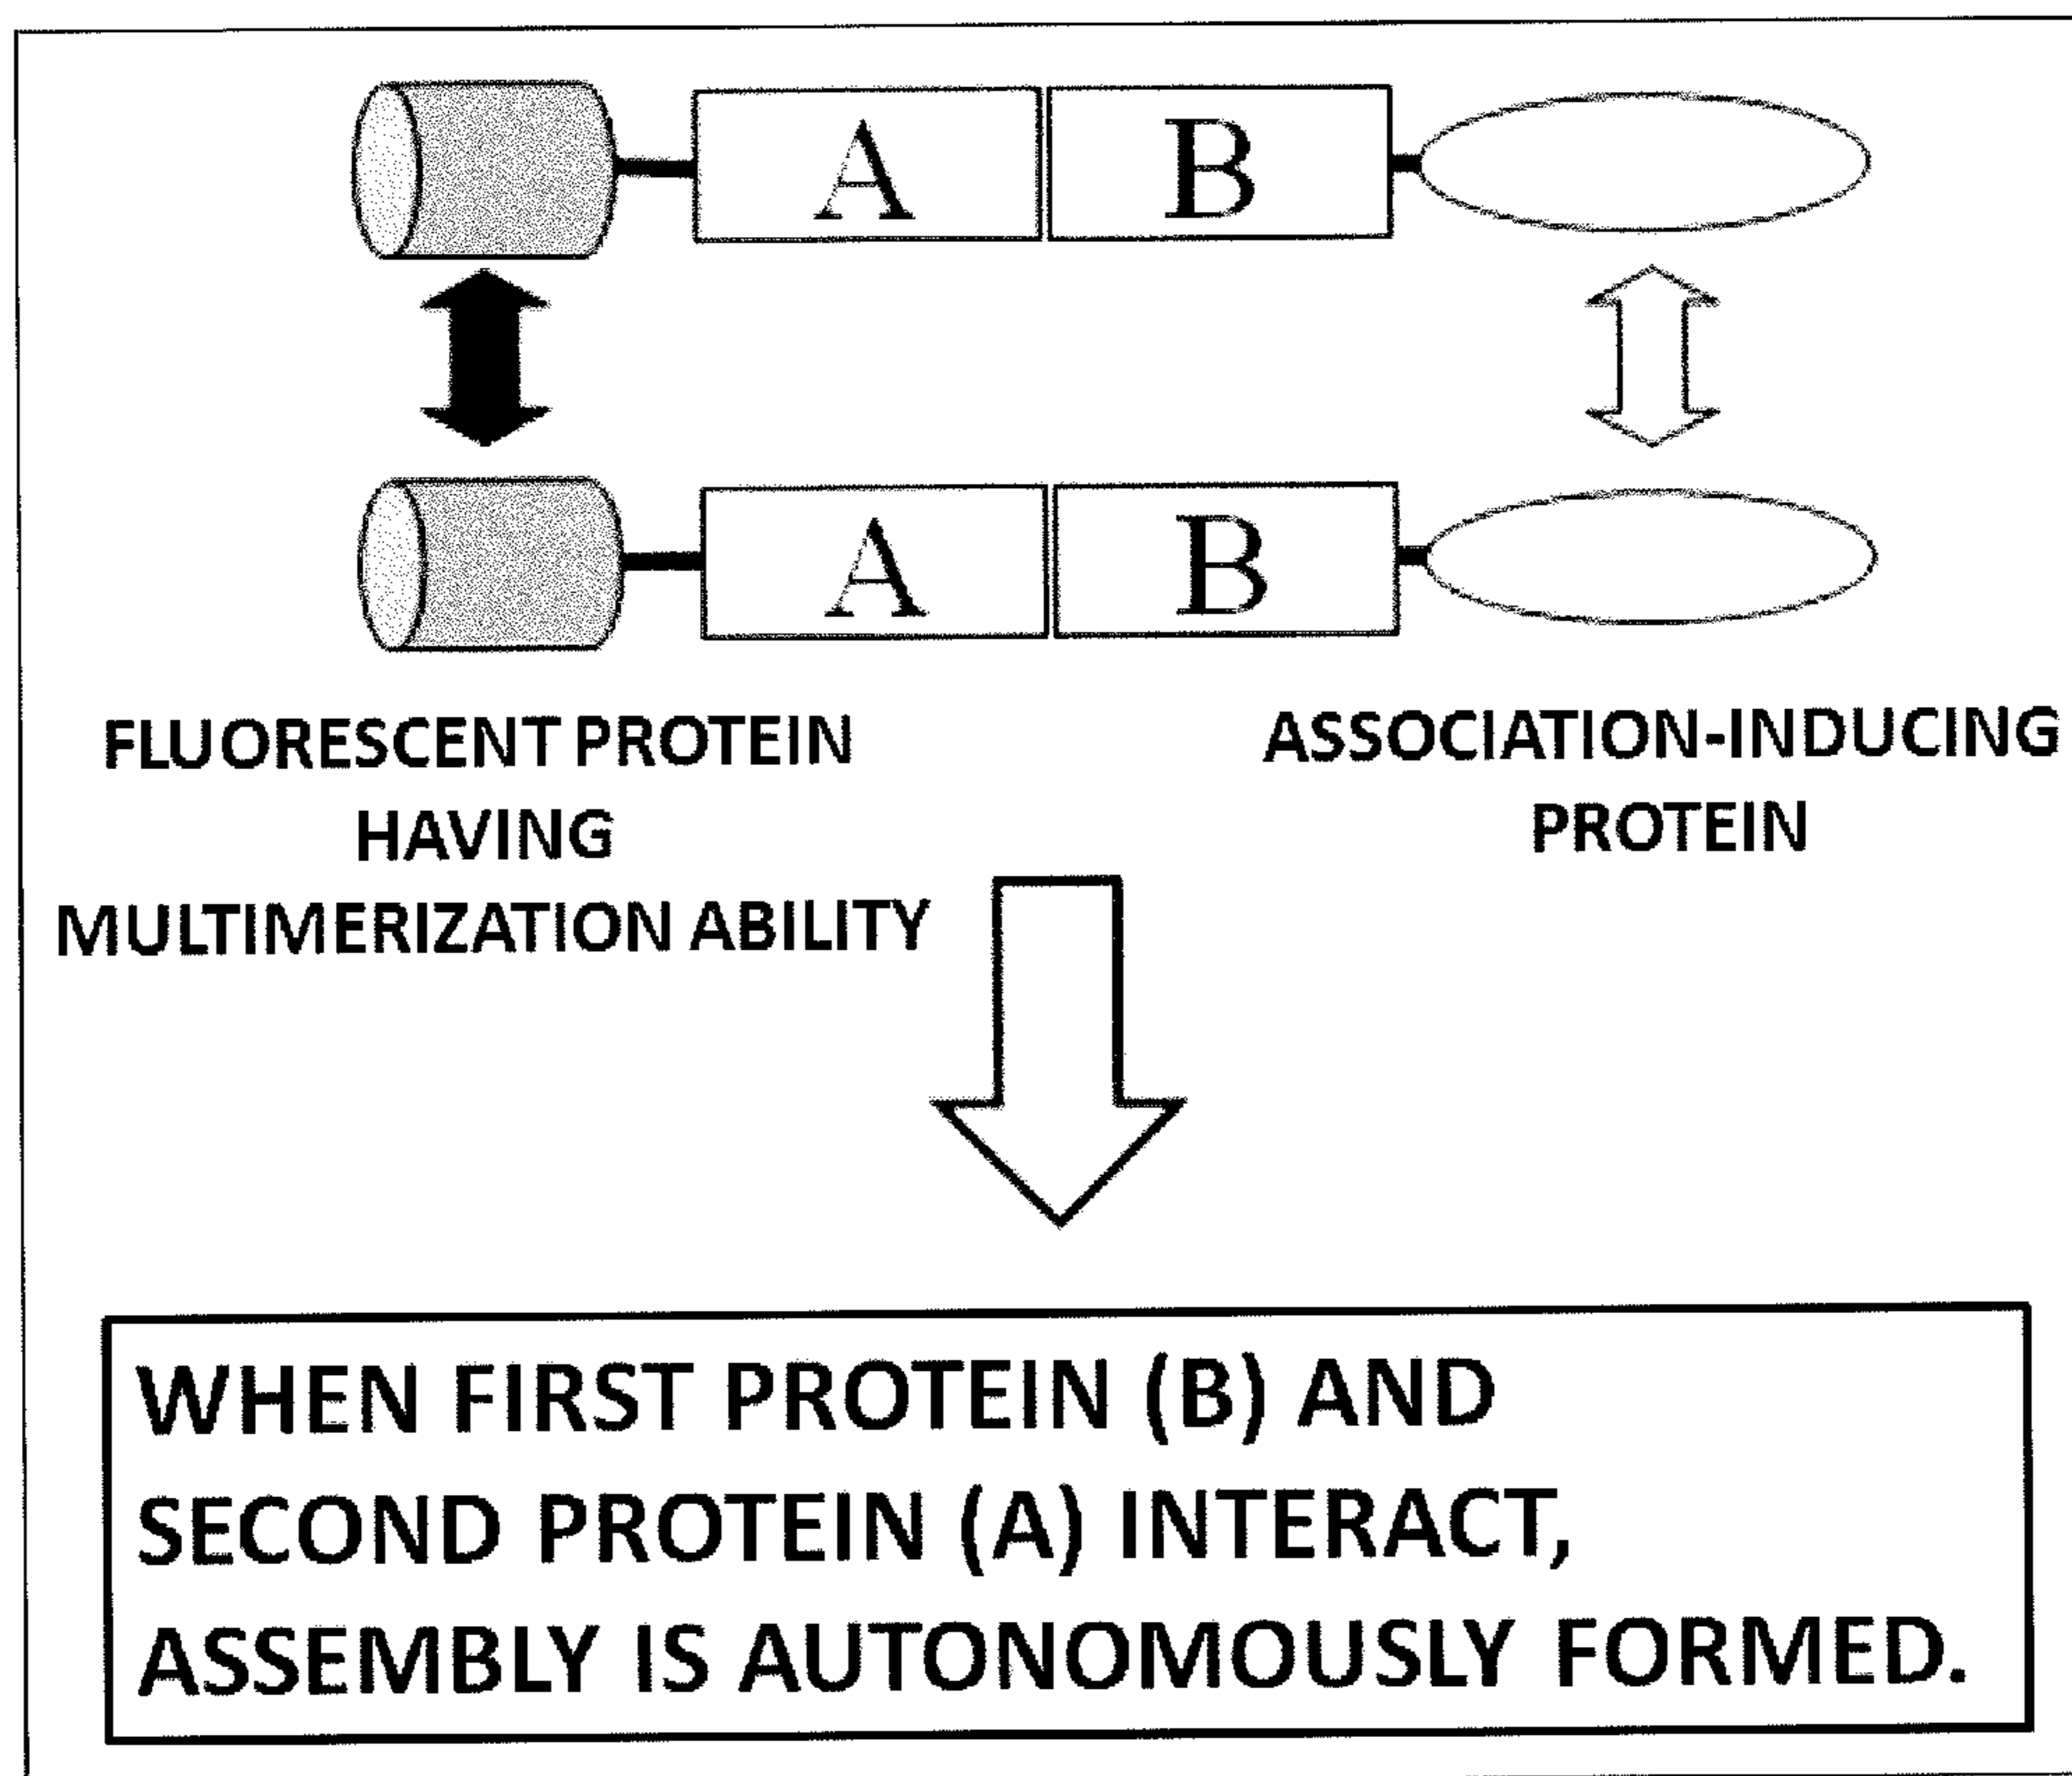 A B
A B
FLUORESCENT PROTEIN
HAVING
MULTIMERIZATION ABILITY
ASSOCIATION-INDUCING
PROTEIN
WHEN FIRST PROTEIN (B) AND
SECOND PROTEIN (A) INTERACT,
ASSEMBLY IS AUTONOMOUSLY FORMED.